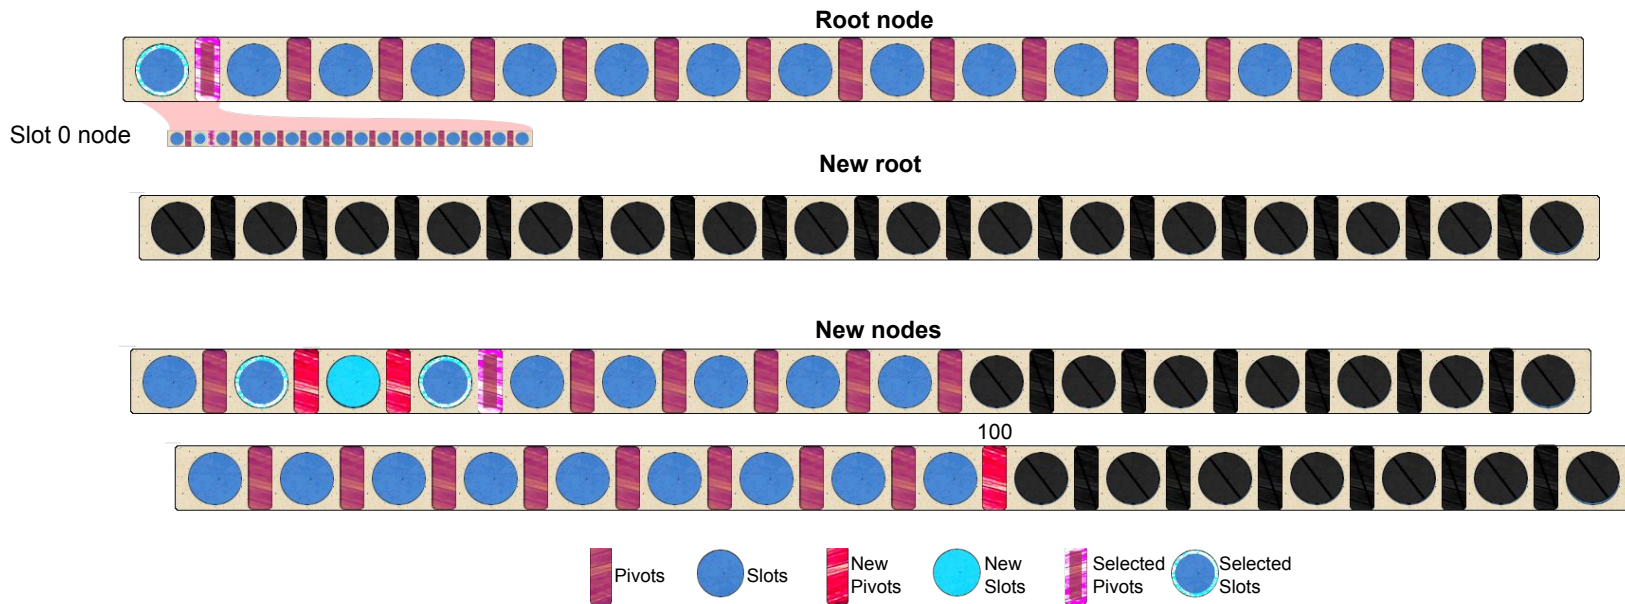 Root node
Slot 0 node
New root
New nodes
100
Pivots
Slots
New
Pivots
New
Slots
Selected
Pivots
Selected
Slots